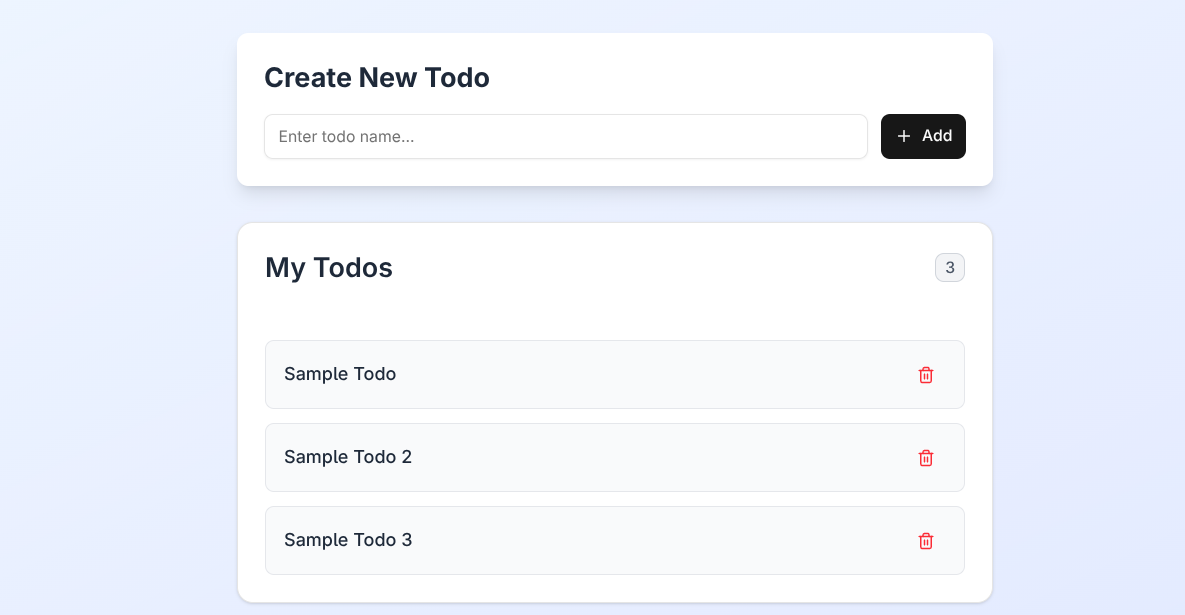 Create New Todo
Enter todo name...
Add
My Todos
3
Sample Todo
Sample Todo 2
Sample Todo 3